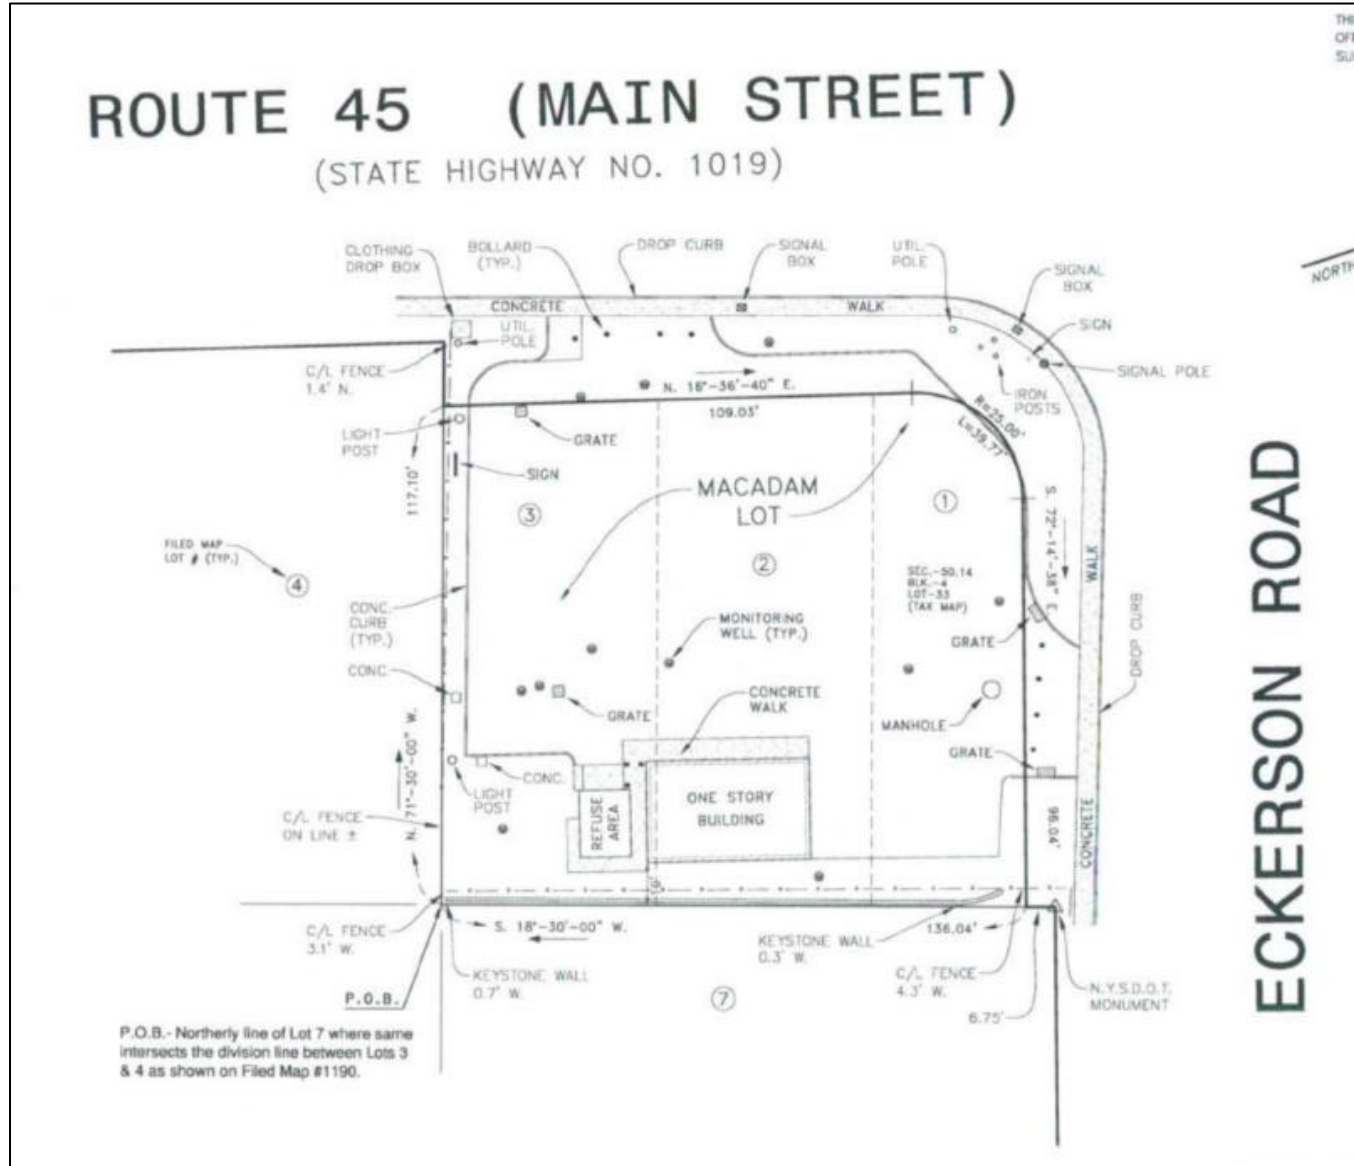 THI
OFF
SU
ROUTE 45 (MAIN STREET)
(STATE HIGHWAY NO. 1019)
CLOTHING
DROP BOX
BOLLARD
(TYP.)
DROP CURB
SIGNAL
BOX
UTIL.
POLE
SIGNAL
BOX
NORTH
CONCRETE
WALK
SIGN
UTIL.
POLE
C/L FENCE
1.4' N.
SIGNAL POLE
IRON
POSTS
N. 16°-36'-40" E.
109.03'
R=25.00'
L=39.77'
LIGHT
POST
GRATE
SIGN
117.10'
MACADAM
LOT
3
1
2
S. 72°-14'-38" E.
WALK
ECKERSON ROAD
FILED MAP
LOT # (TYP.)
4
SEC.-50.14
BLK.-4
LOT-33
(TAX MAP)
CONC.
CURB
(TYP.)
MONITORING
WELL (TYP.)
GRATE
DROP CURB
CONC.
GRATE
CONCRETE
WALK
MANHOLE
GRATE
N. 71°-30'-00" W.
CONC.
LIGHT
POST
REFUSE
AREA
ONE STORY
BUILDING
96.04'
CONCRETE
C/L FENCE
ON LINE ±
C/L FENCE
3.1' W.
S. 18°-30'-00" W.
136.04'
KEYSTONE WALL
0.3' W.
KEYSTONE WALL
0.7' W.
C/L FENCE
4.3' W.
N.Y.S.D.O.T.
MONUMENT
P.O.B.
7
6.75'
P.O.B.- Northerly line of Lot 7 where same
intersects the division line between Lots 3
& 4 as shown on Filed Map #1190.